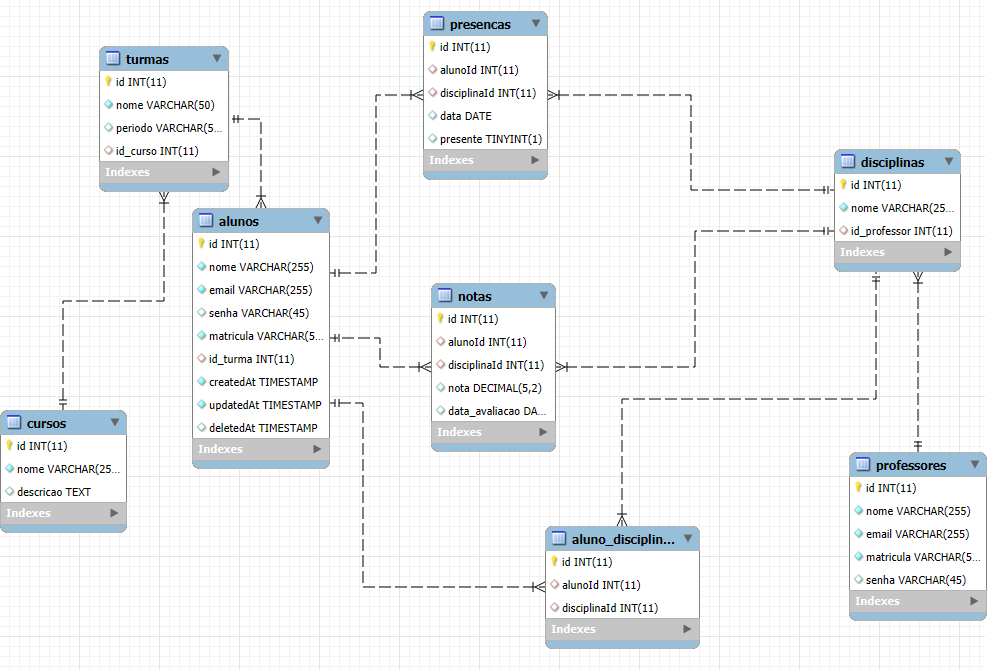 presencas
id INT(11)
alunoId INT(11)
disciplinaId INT(11)
data DATE
presente TINYINT(1)
Indexes
turmas
id INT(11)
nome VARCHAR(50)
periodo VARCHAR(5...
id_curso INT(11)
Indexes
disciplinas
id INT(11)
nome VARCHAR(25...
id_professor INT(11)
Indexes
alunos
id INT(11)
nome VARCHAR(255)
email VARCHAR(255)
senha VARCHAR(45)
matricula VARCHAR(5...
id_turma INT(11)
createdAt TIMESTAMP
updatedAt TIMESTAMP
deletedAt TIMESTAMP
Indexes
notas
id INT(11)
alunoId INT(11)
disciplinaId INT(11)
nota DECIMAL(5,2)
data_avaliacao DA...
Indexes
cursos
id INT(11)
nome VARCHAR(25...
descricao TEXT
Indexes
professores
id INT(11)
nome VARCHAR(255)
email VARCHAR(255)
matricula VARCHAR(5...
senha VARCHAR(45)
Indexes
aluno_disciplin...
id INT(11)
alunoId INT(11)
disciplinaId INT(11)
Indexes